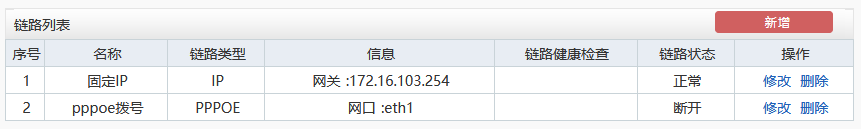 链路列表 新增
序号 名称 链路类型 信息 链路健康检查 链路状态 操作
1 固定IP IP 网关 :172.16.103.254 正常 修改 删除
2 pppoe拨号 PPPOE 网口 :eth1 断开 修改 删除